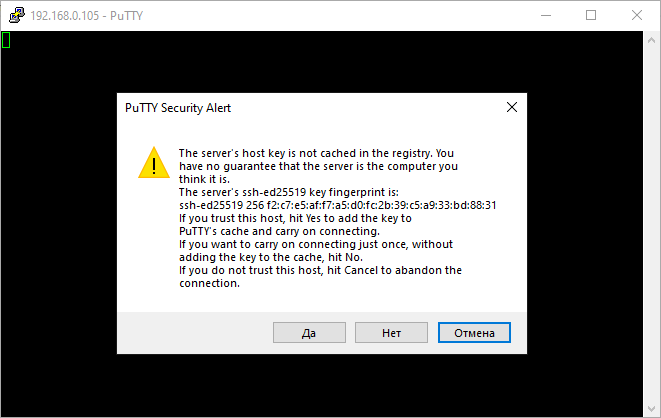 192.168.0.105 - PuTTY
PuTTY Security Alert
The server's host key is not cached in the registry. You
have no guarantee that the server is the computer you
think it is.
The server's ssh-ed25519 key fingerprint is:
ssh-ed25519 256 f2:c7:e5:af:f7:a5:d0:fc:2b:39:c5:a9:33:bd:88:31
If you trust this host, hit Yes to add the key to
PuTTY's cache and carry on connecting.
If you want to carry on connecting just once, without
adding the key to the cache, hit No.
If you do not trust this host, hit Cancel to abandon the
connection.
Да
Нет
Отмена